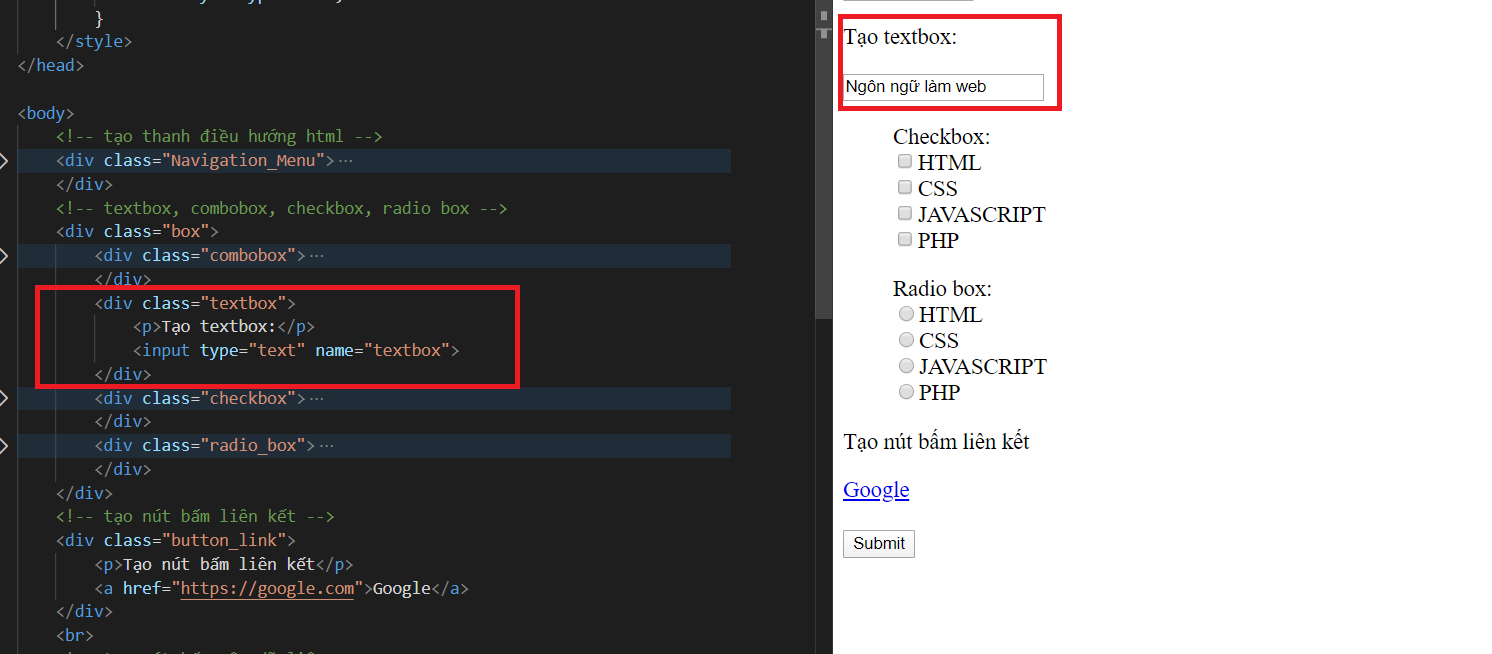 }
</style>
</head>
<body>
<!-- tạo thanh điều hướng html -->
<div class="Navigation_Menu">···
</div>
<!-- textbox, combobox, checkbox, radio box -->
<div class="box">
<div class="combobox">···
</div>
<div class="textbox">
<p>Tạo textbox:</p>
<input type="text" name="textbox">
</div>
<div class="checkbox">···
</div>
<div class="radio_box">···
</div>
</div>
<!-- tạo nút bấm liên kết -->
<div class="button_link">
<p>Tạo nút bấm liên kết</p>
<a href="https://google.com">Google</a>
</div>
<br>
Tạo textbox:
Ngôn ngữ làm web
Checkbox:
HTML
CSS
JAVASCRIPT
PHP
Radio box:
HTML
CSS
JAVASCRIPT
PHP
Tạo nút bấm liên kết
Google
Submit